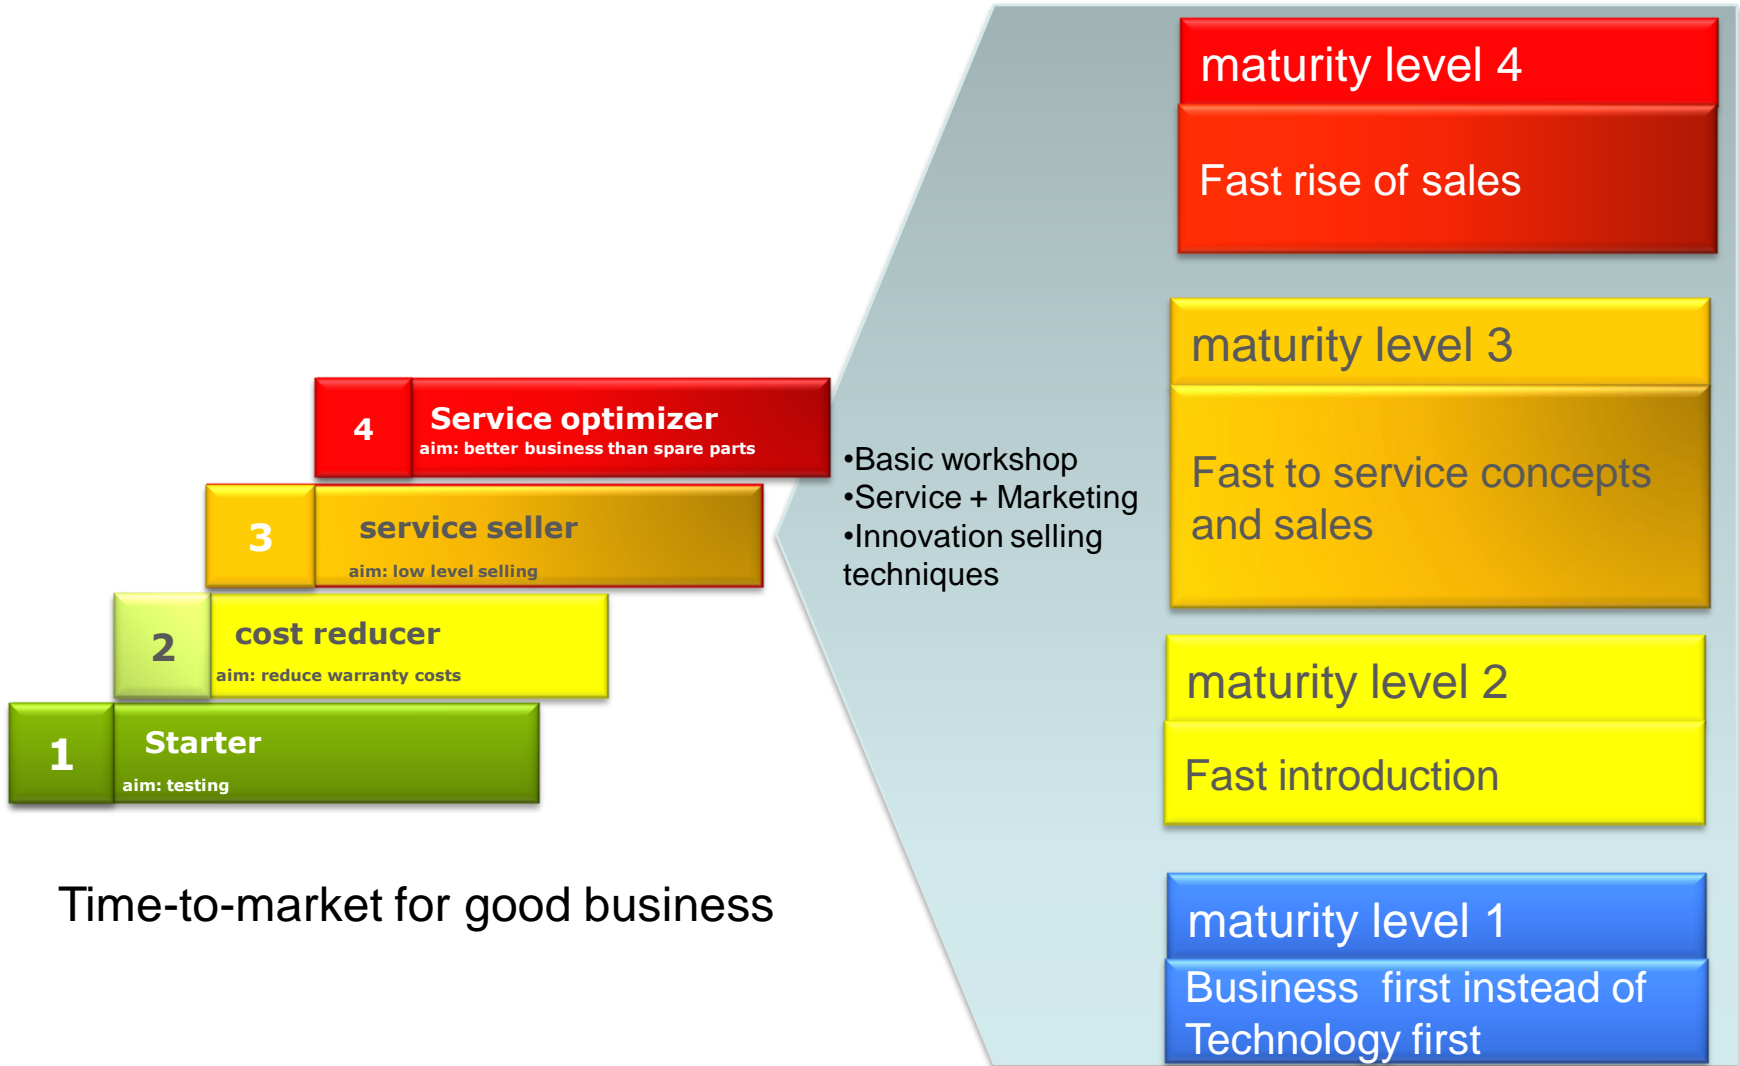 4
Service optimizer
aim: better business than spare parts
3
service seller
aim: low level selling
2
cost reducer
aim: reduce warranty costs
1
Starter
aim: testing
Time-to-market for good business
•Basic workshop
•Service + Marketing
•Innovation selling
techniques
maturity level 4
Fast rise of sales
maturity level 3
Fast to service concepts
and sales
maturity level 2
Fast introduction
maturity level 1
Business first instead of
Technology first